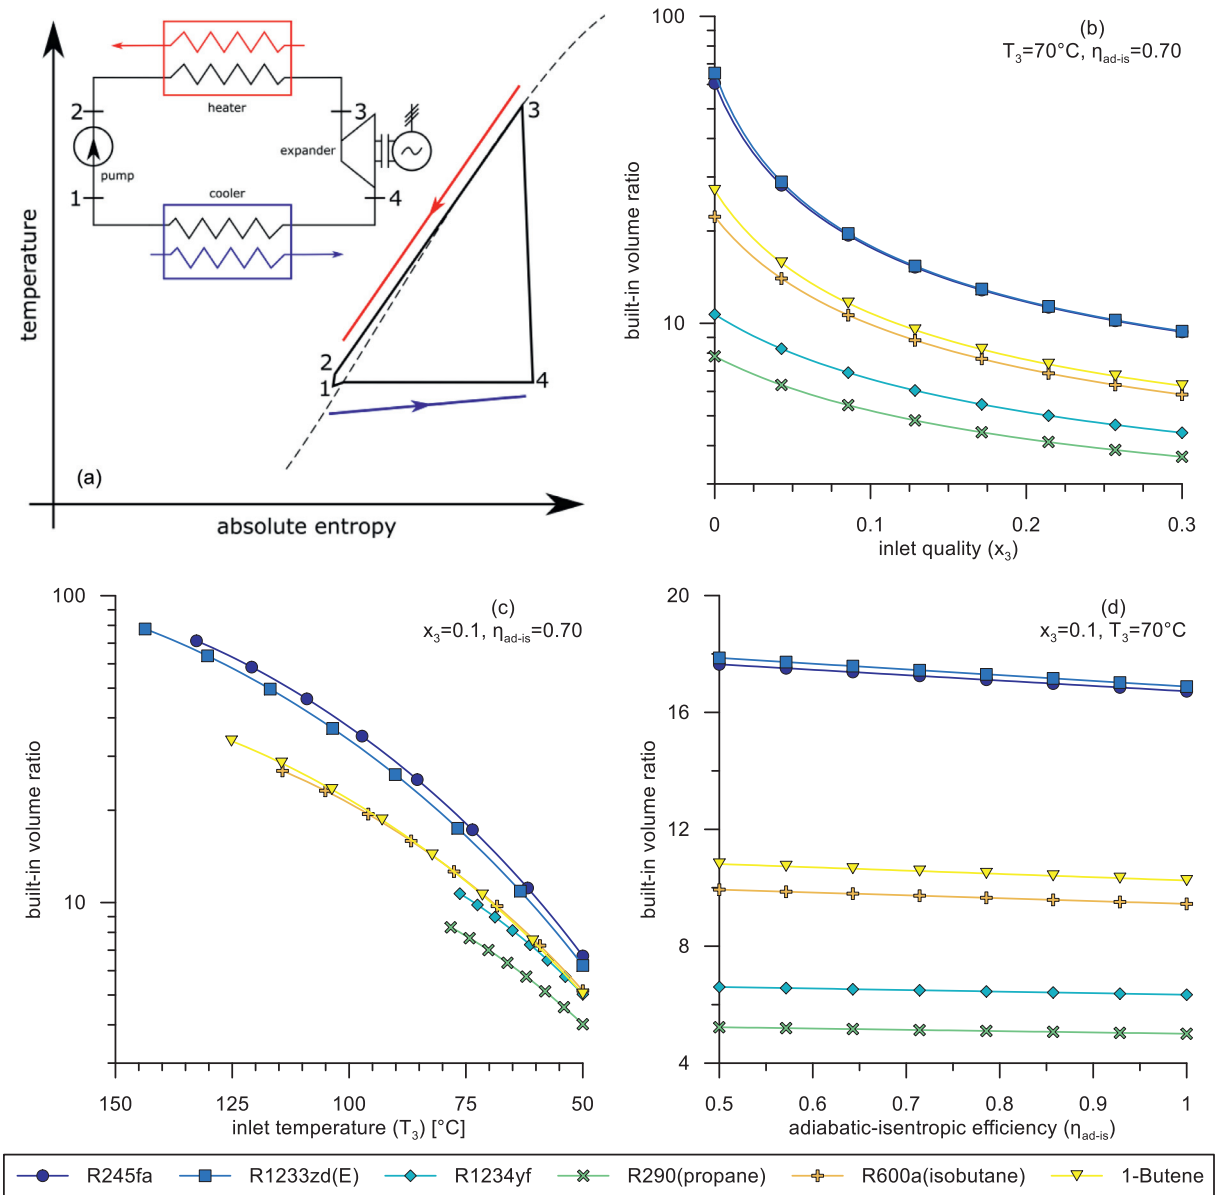 temperature
absolute entropy
(a)
heater
2
3
expander
pump
cooler
1
4
3
2
1
4
(b)
T3=70°C, ηad-is=0.70
built-in volume ratio
100
10
0
0.1
0.2
0.3
inlet quality (x3)
(c)
x3=0.1, ηad-is=0.70
built-in volume ratio
100
10
150
125
100
75
50
inlet temperature (T3) [°C]
(d)
x3=0.1, T3=70°C
built-in volume ratio
20
16
12
8
4
0.5
0.6
0.7
0.8
0.9
1
adiabatic-isentropic efficiency (ηad-is)
R245fa
R1233zd(E)
R1234yf
R290(propane)
R600a(isobutane)
1-Butene